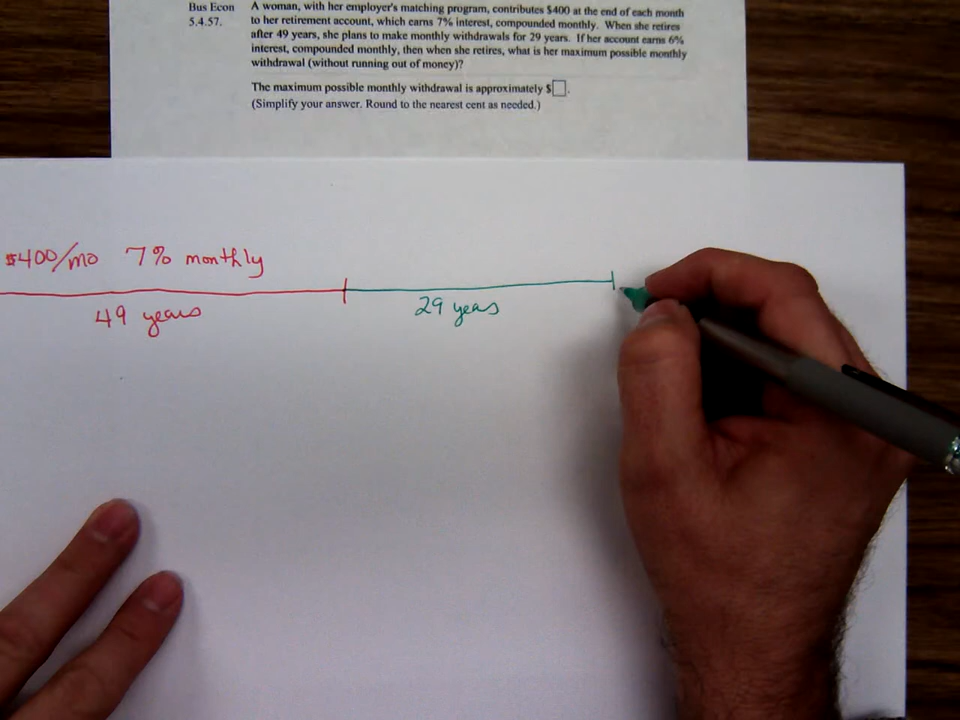 Bus Econ
5.4.57.
A woman, with her employer's matching program, contributes $400 at the end of each month
to her retirement account, which earns 7% interest, compounded monthly. When she retires
after 49 years, she plans to make monthly withdrawals for 29 years. If her account earns 6%
interest, compounded monthly, then when she retires, what is her maximum possible monthly
withdrawal (without running out of money)?
The maximum possible monthly withdrawal is approximately $☐.
(Simplify your answer. Round to the nearest cent as needed.)
$400/mo 7% monthly
49 years
29 years